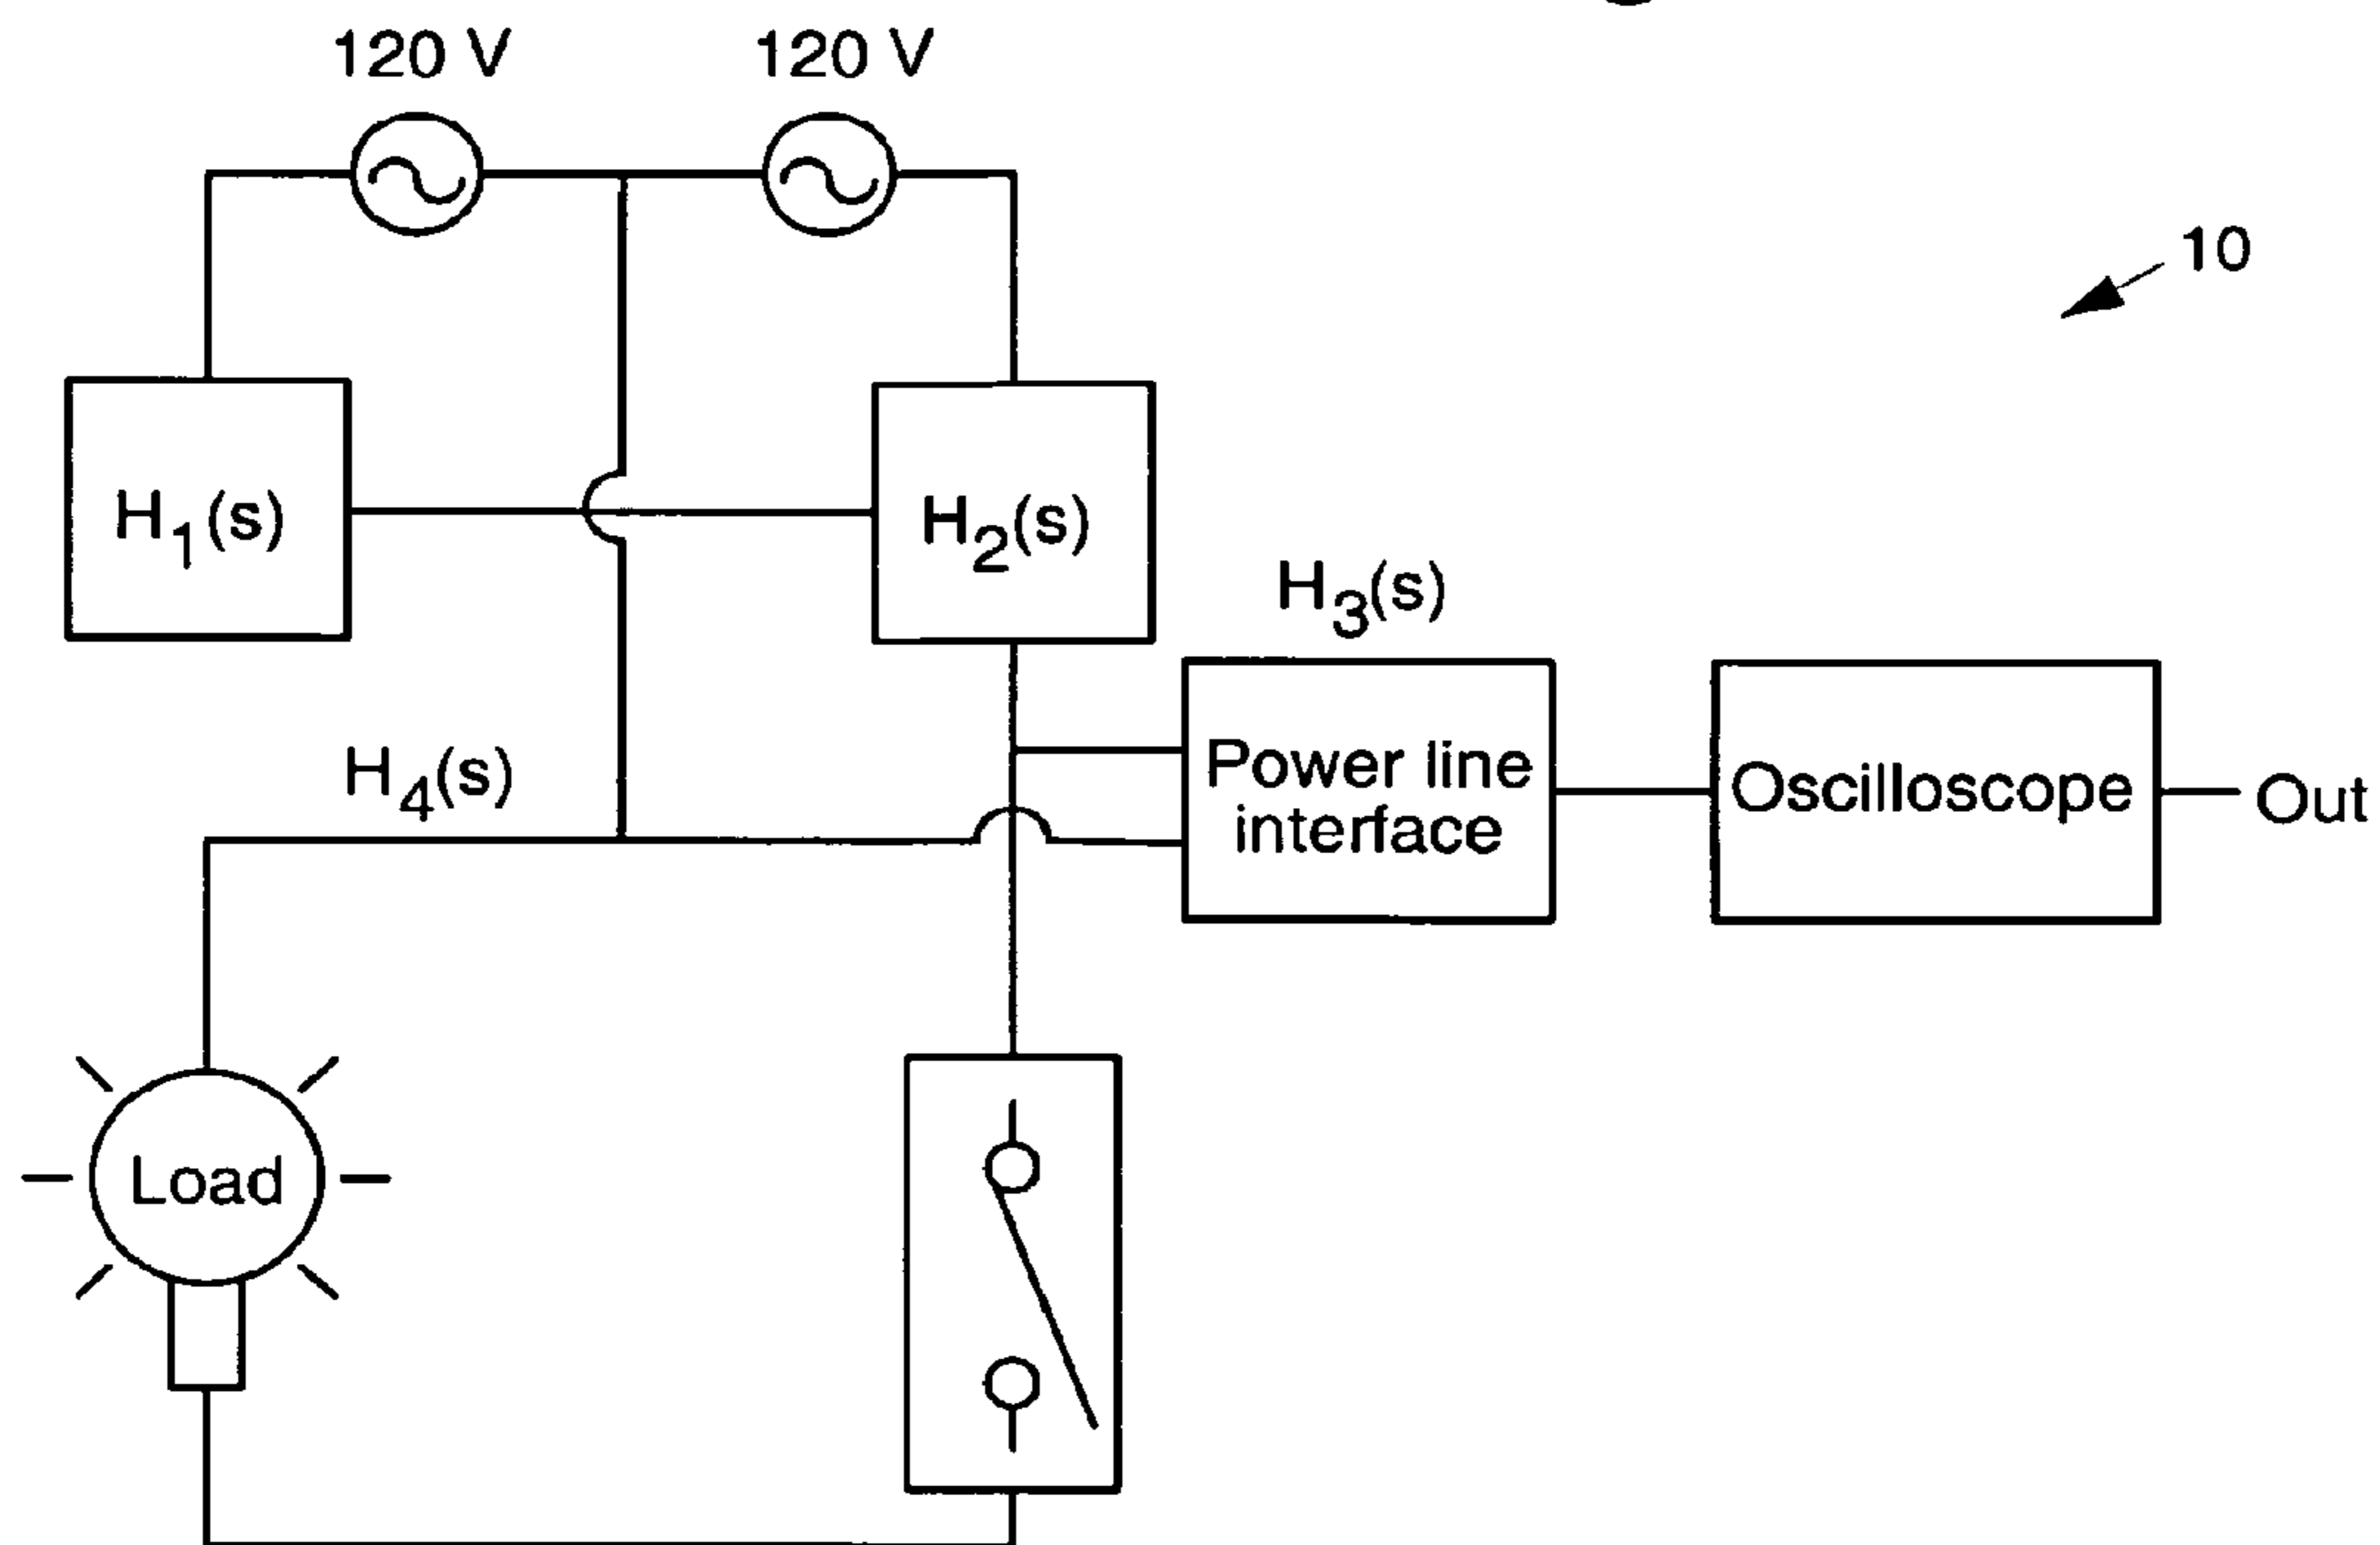 120 V
120 V
10
H1(s)
H2(s)
H3(s)
H4(s)
Power line
interface
Oscilloscope
Out
Load